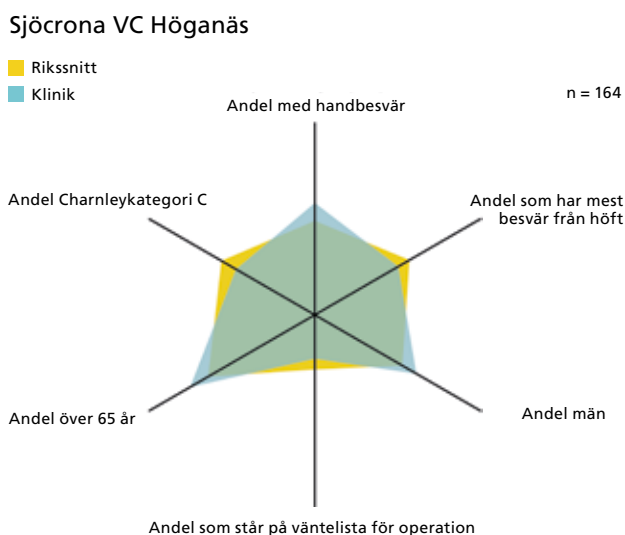 Sjöcrona VC Höganäs
Rikssnitt
Klinik
n = 164
Andel med handbesvär
Andel Charnleykategori C
Andel som har mest
besvär från höft
Andel över 65 år
Andel män
Andel som står på väntelista för operation